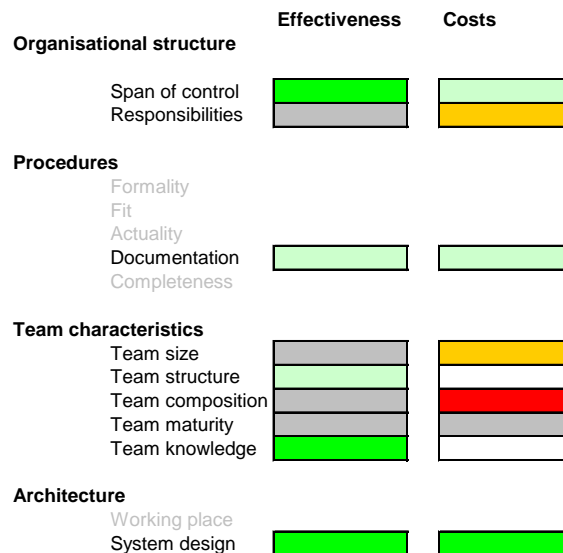 Effectiveness Costs
Organisational structure
Span of control
Responsibilities
Procedures
Formality
Fit
Actuality
Documentation
Completeness
Team characteristics
Team size
Team structure
Team composition
Team maturity
Team knowledge
Architecture
Working place
System design